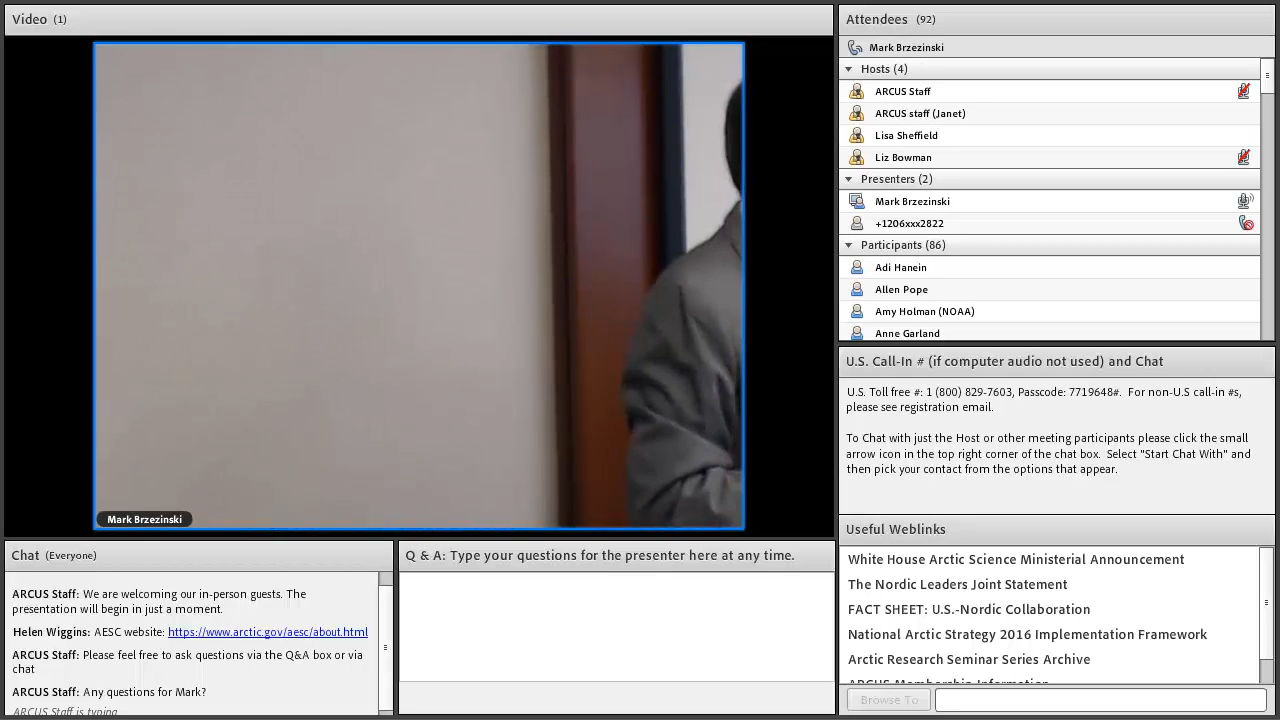 Video (1)
Mark Brzezinski
Attendees (92)
Mark Brzezinski
Hosts (4)
ARCUS Staff
ARCUS staff (Janet)
Lisa Sheffield
Liz Bowman
Presenters (2)
Mark Brzezinski
+1206xxx2822
Participants (86)
Adi Hanein
Allen Pope
Amy Holman (NOAA)
Anne Garland
U.S. Call-In # (if computer audio not used) and Chat
U.S. Toll free #: 1 (800) 829-7603, Passcode: 7719648#. For non-U.S call-in #s,
please see registration email.
To Chat with just the Host or other meeting participants please click the small
arrow icon in the top right corner of the chat box. Select "Start Chat With" and
then pick your contact from the options that appear.
Useful Weblinks
White House Arctic Science Ministerial Announcement
The Nordic Leaders Joint Statement
FACT SHEET: U.S.-Nordic Collaboration
National Arctic Strategy 2016 Implementation Framework
Arctic Research Seminar Series Archive
ARCUS Membership Information
Browse To
Chat (Everyone)
ARCUS Staff: We are welcoming our in-person guests. The
presentation will begin in just a moment.
Helen Wiggins: AESC website: https://www.arctic.gov/aesc/about.html
ARCUS Staff: Please feel free to ask questions via the Q&A box or via
chat
ARCUS Staff: Any questions for Mark?
ARCUS Staff is typing
Q & A: Type your questions for the presenter here at any time.